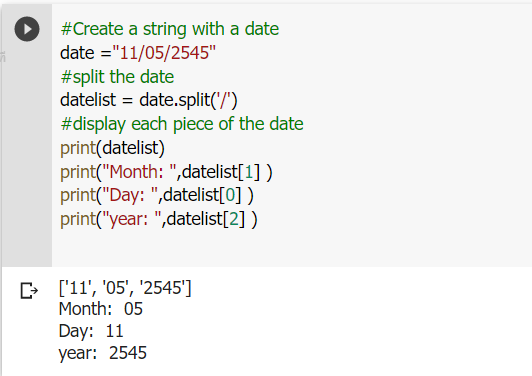 #Create a string with a date
date ="11/05/2545"
#split the date
datelist = date.split('/')
#display each piece of the date
print(datelist)
print("Month: ",datelist[1] )
print("Day: ",datelist[0] )
print("year: ",datelist[2] )
['11', '05', '2545']
Month:  05
Day:  11
year:  2545